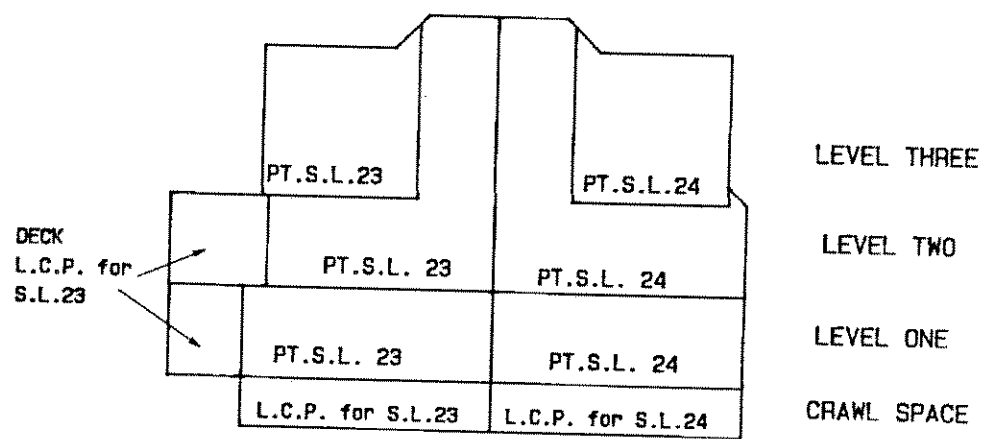 PT.S.L.23
PT.S.L.24
LEVEL THREE
DECK
L.C.P. for
S.L.23
PT.S.L. 23
PT.S.L. 24
LEVEL TWO
PT.S.L. 23
PT.S.L. 24
LEVEL ONE
L.C.P. for S.L.23
L.C.P. for S.L.24
CRAWL SPACE